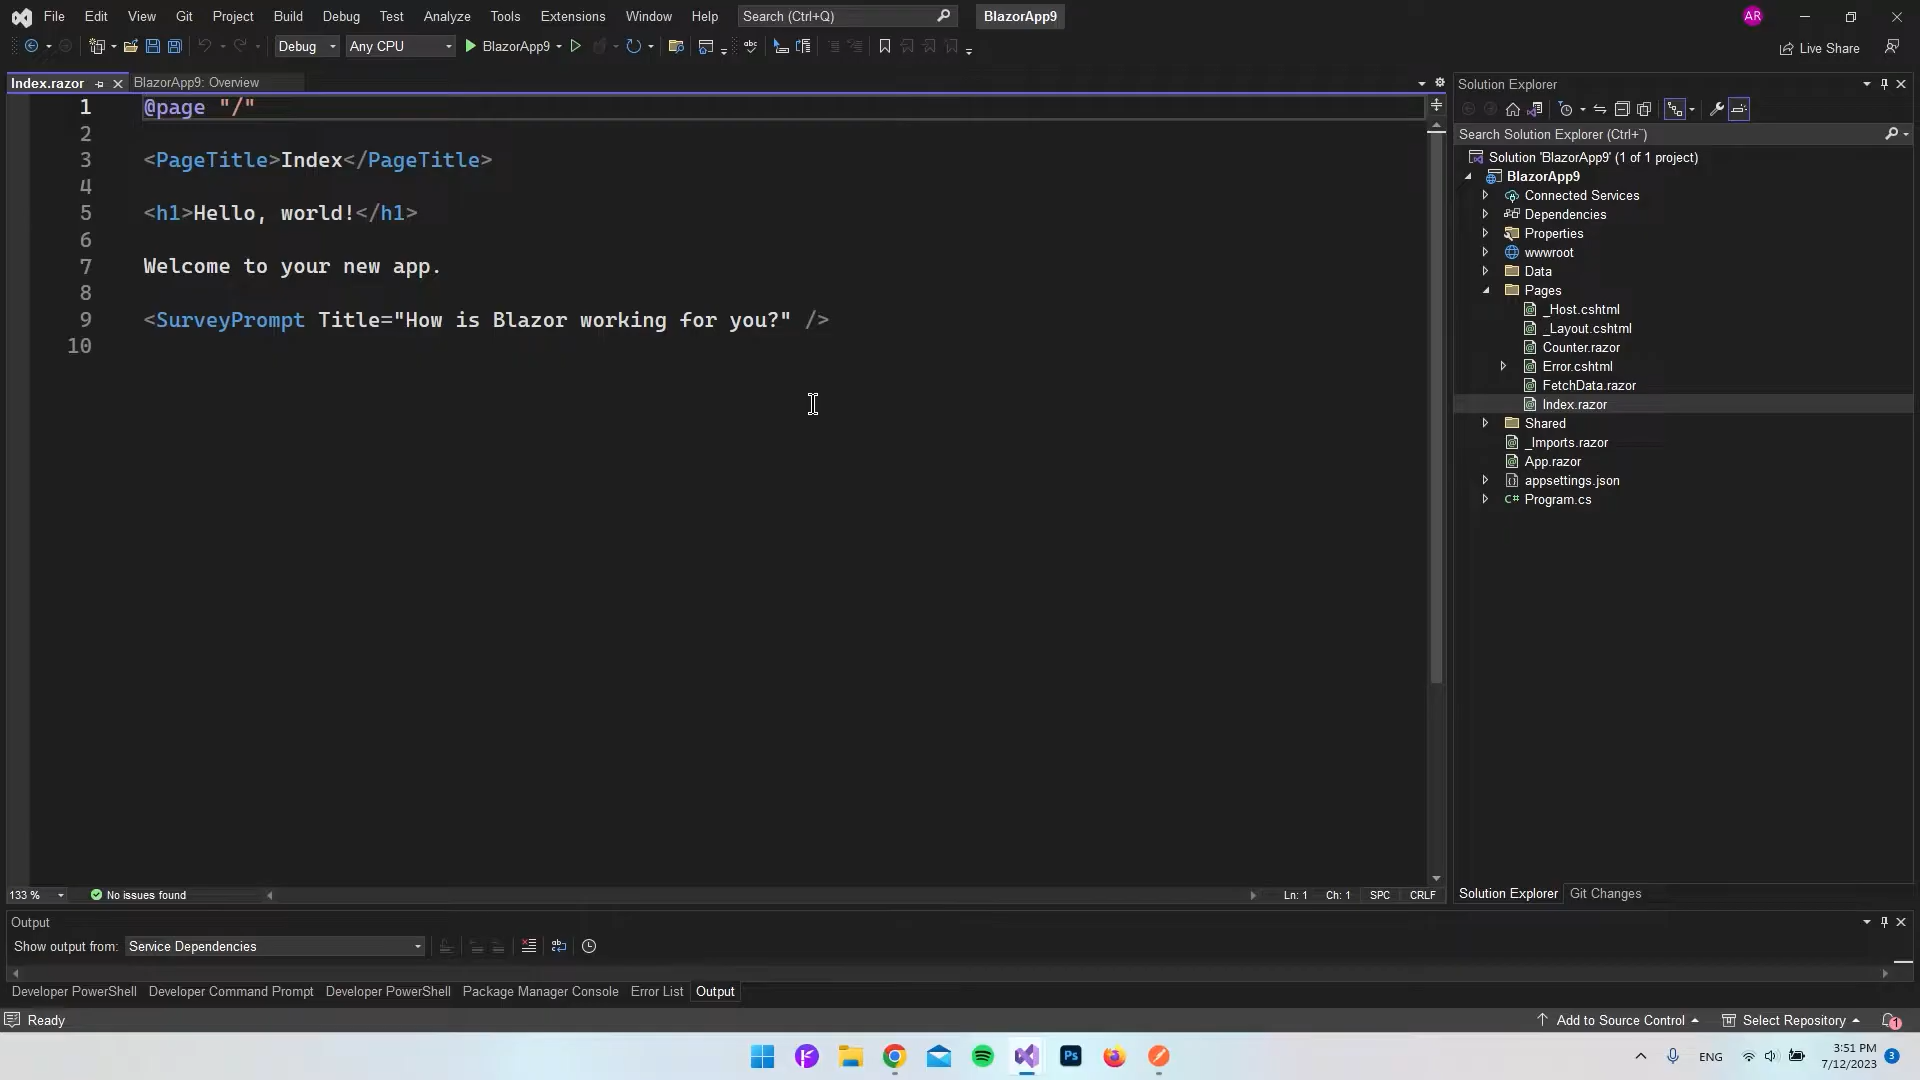 File Edit View Git Project Build Debug Test Analyze Tools Extensions Window Help Search (Ctrl+Q) BlazorApp9 AR
Debug Any CPU BlazorApp9 Live Share
Index.razor BlazorApp9: Overview
1 @page "/"
2
3 <PageTitle>Index</PageTitle>
4
5 <h1>Hello, world!</h1>
6
7 Welcome to your new app.
8
9 <SurveyPrompt Title="How is Blazor working for you?" />
10
133 % No issues found Ln: 1 Ch: 1 SPC CRLF
Solution Explorer
Search Solution Explorer (Ctrl+¨)
Solution 'BlazorApp9' (1 of 1 project)
BlazorApp9
Connected Services
Dependencies
Properties
wwwroot
Data
Pages
_Host.cshtml
_Layout.cshtml
Counter.razor
Error.cshtml
FetchData.razor
Index.razor
Shared
_Imports.razor
App.razor
appsettings.json
C# Program.cs
Solution Explorer Git Changes
Output
Show output from: Service Dependencies
Developer PowerShell Developer Command Prompt Developer PowerShell Package Manager Console Error List Output
Ready Add to Source Control Select Repository 1
Ps ENG 3:51 PM
7/12/2023 3